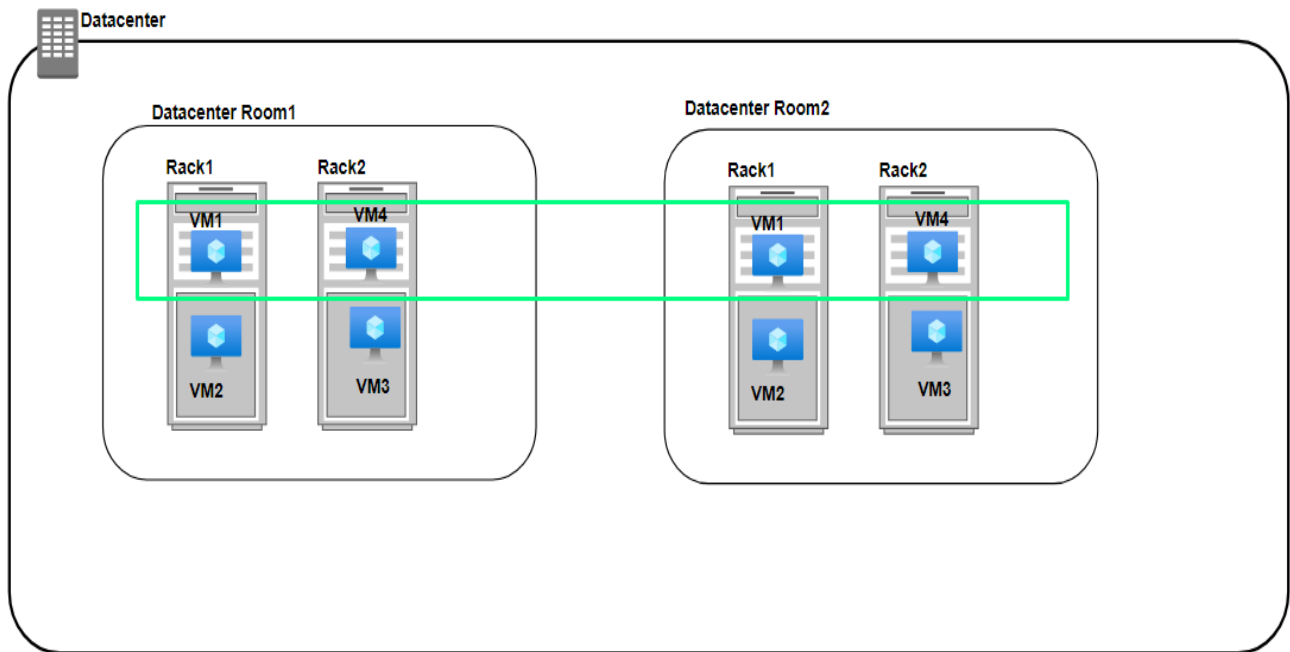 Datacenter
Datacenter Room1
Rack1
Rack2
VM1
VM4
VM2
VM3
Datacenter Room2
Rack1
Rack2
VM1
VM4
VM2
VM3